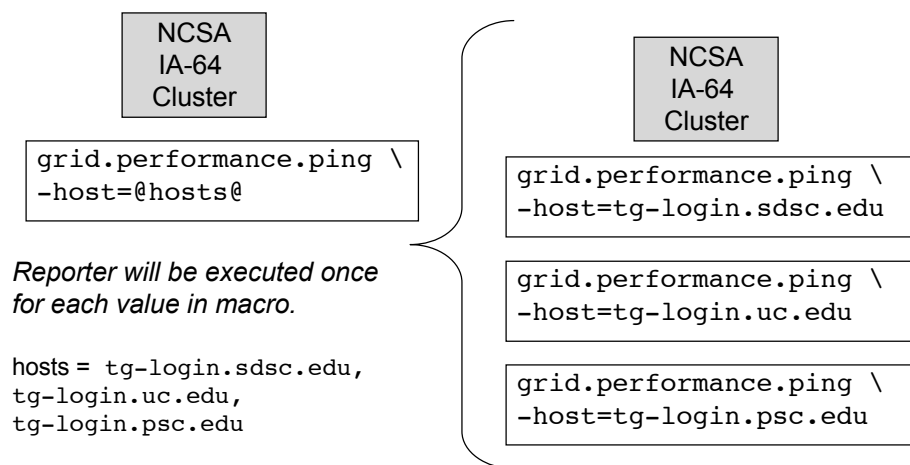 NCSA
IA-64
Cluster
grid.performance.ping \
-host=@hosts@
Reporter will be executed once
for each value in macro.
hosts = tg-login.sdsc.edu,
tg-login.uc.edu,
tg-login.psc.edu
NCSA
IA-64
Cluster
grid.performance.ping \
-host=tg-login.sdsc.edu
grid.performance.ping \
-host=tg-login.uc.edu
grid.performance.ping \
-host=tg-login.psc.edu